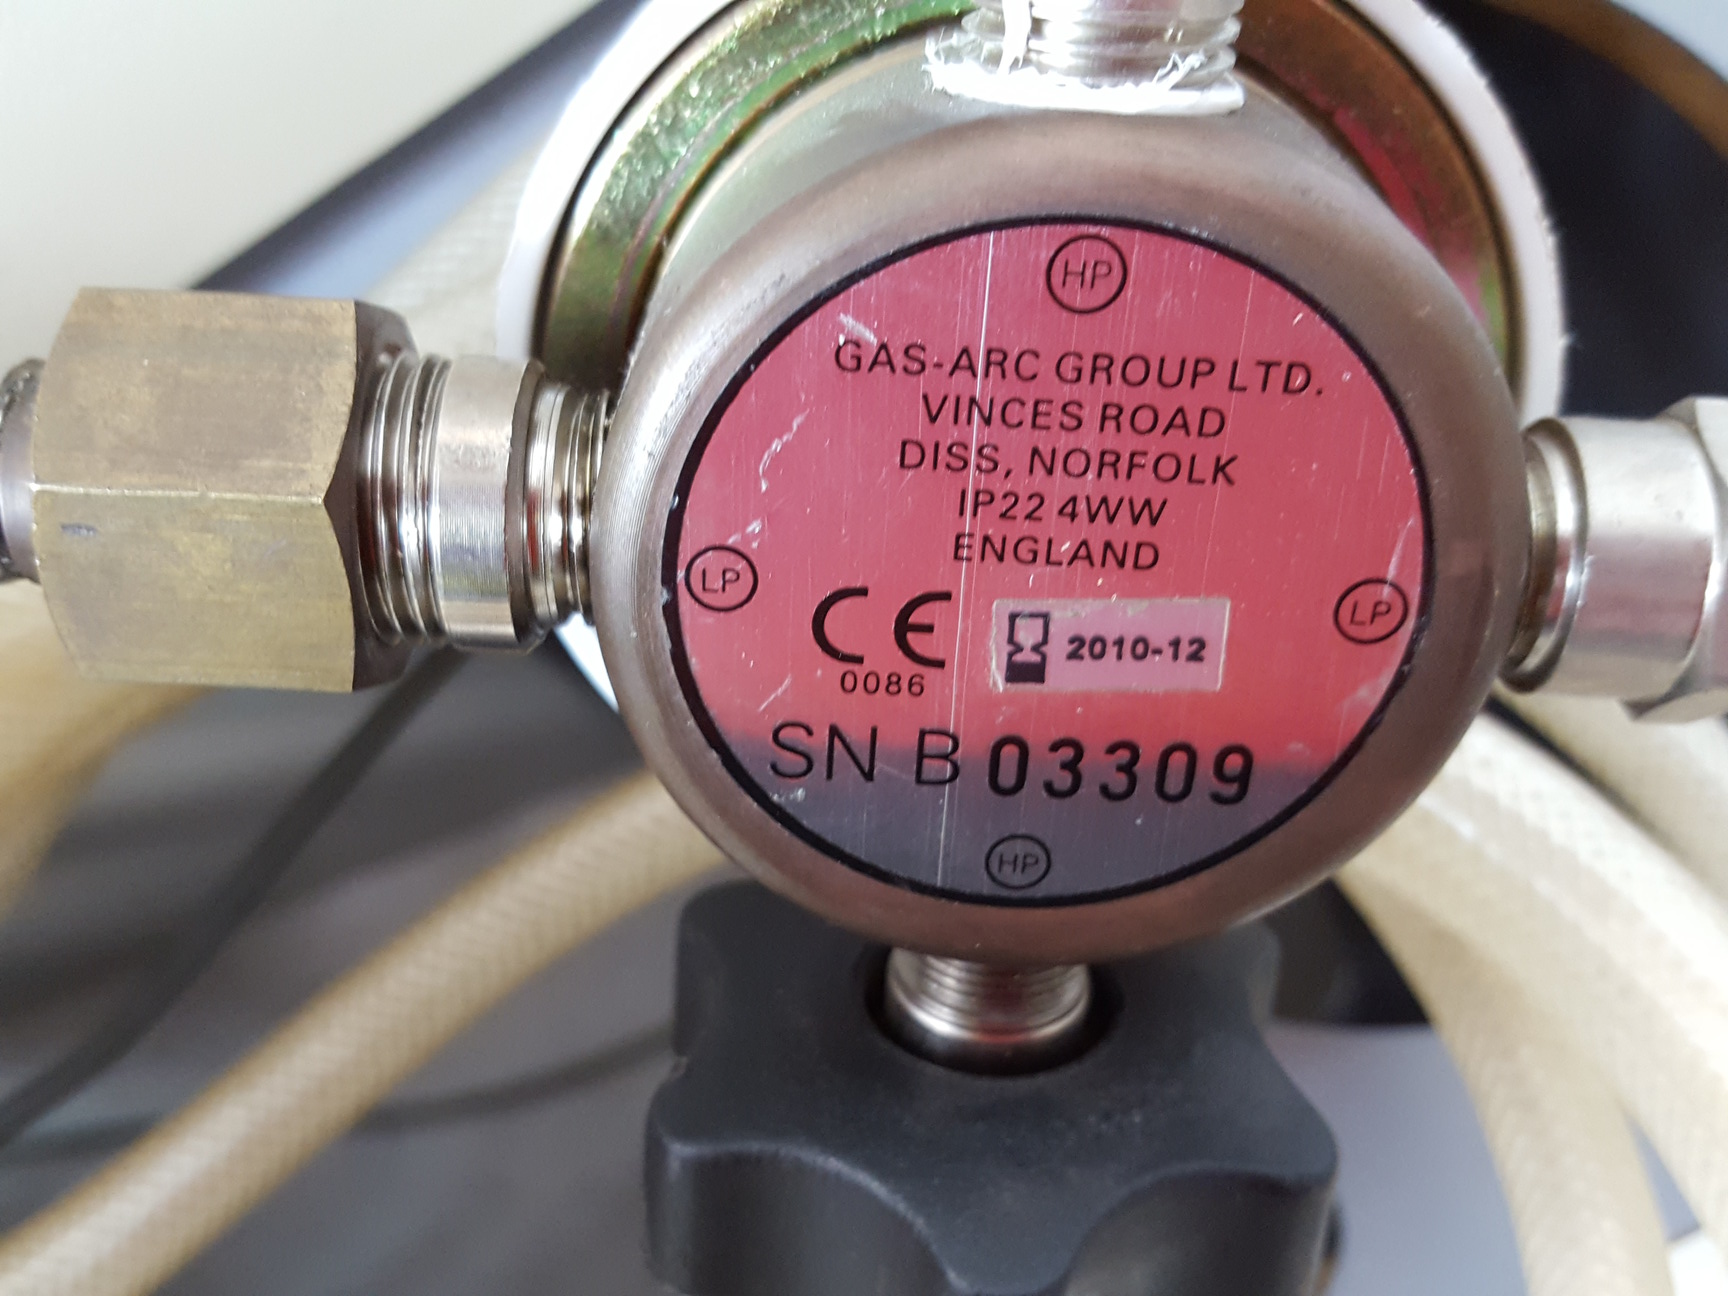 HP
GAS-ARC GROUP LTD.
VINCES ROAD
DISS, NORFOLK
IP22 4WW
ENGLAND
LP
LP
CE
2010-12
0086
SN B 03309
HP